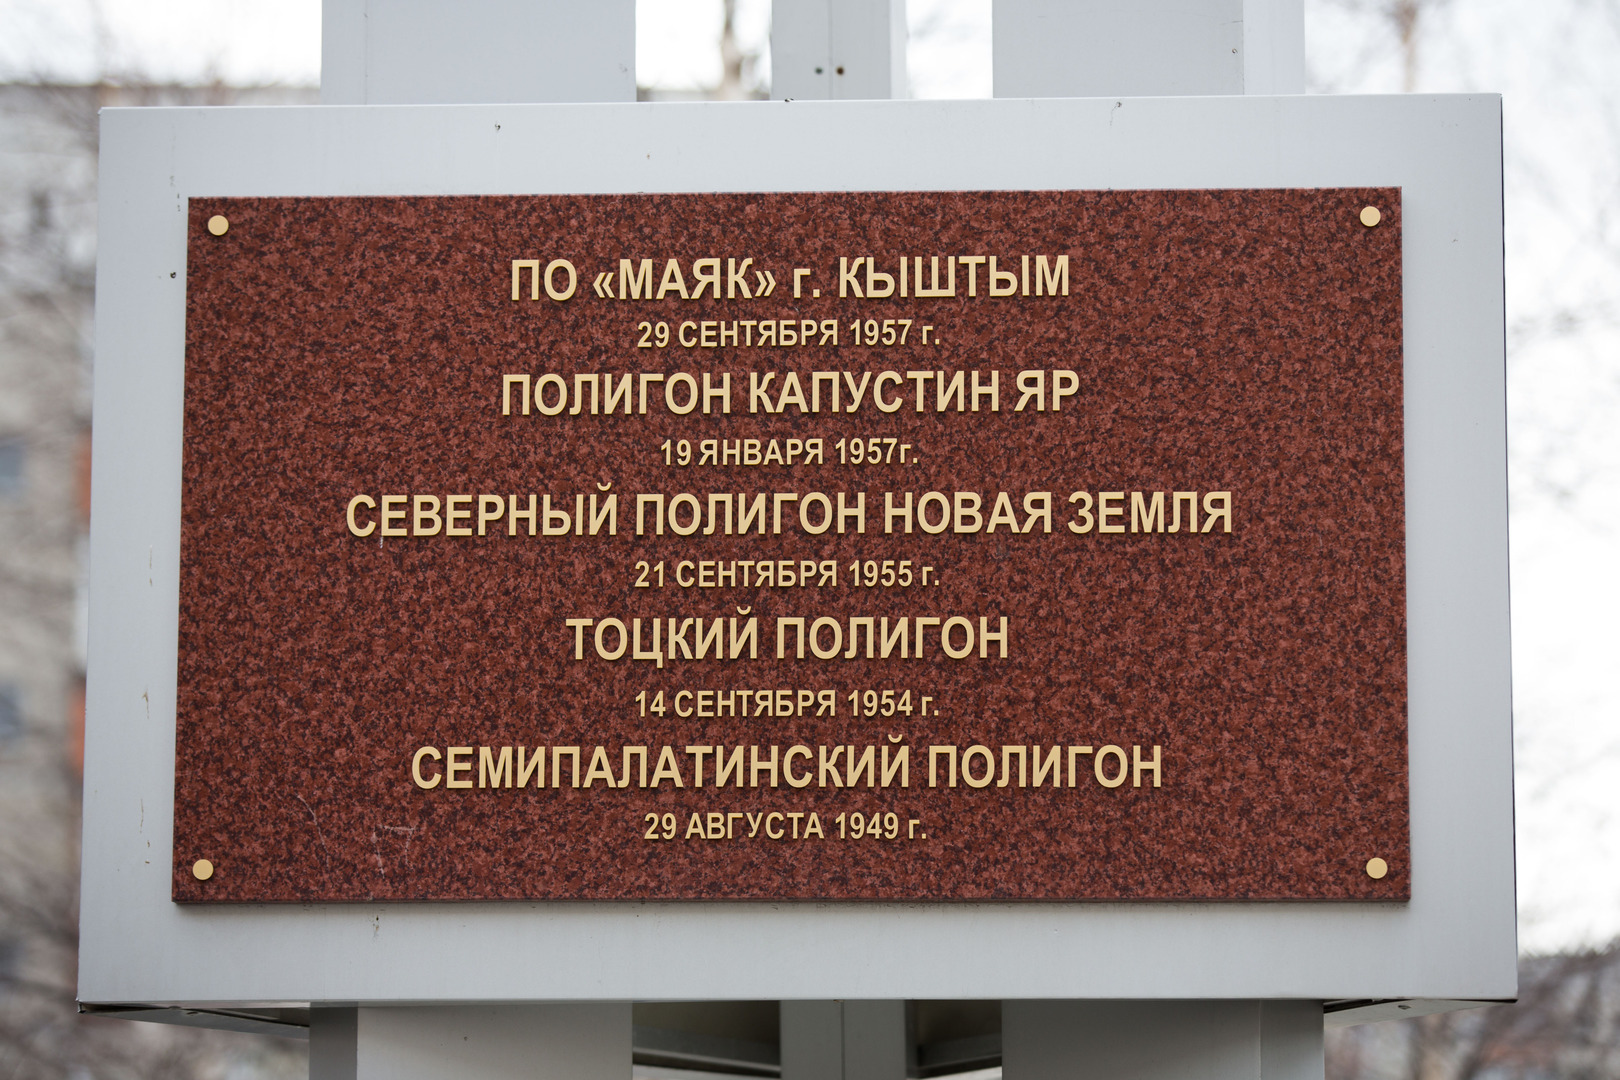 ПО «МАЯК» г. КЫШТЫМ
29 СЕНТЯБРЯ 1957 г.
ПОЛИГОН КАПУСТИН ЯР
19 ЯНВАРЯ 1957г.
СЕВЕРНЫЙ ПОЛИГОН НОВАЯ ЗЕМЛЯ
21 СЕНТЯБРЯ 1955 г.
ТОЦКИЙ ПОЛИГОН
14 СЕНТЯБРЯ 1954 г.
СЕМИПАЛАТИНСКИЙ ПОЛИГОН
29 АВГУСТА 1949 г.